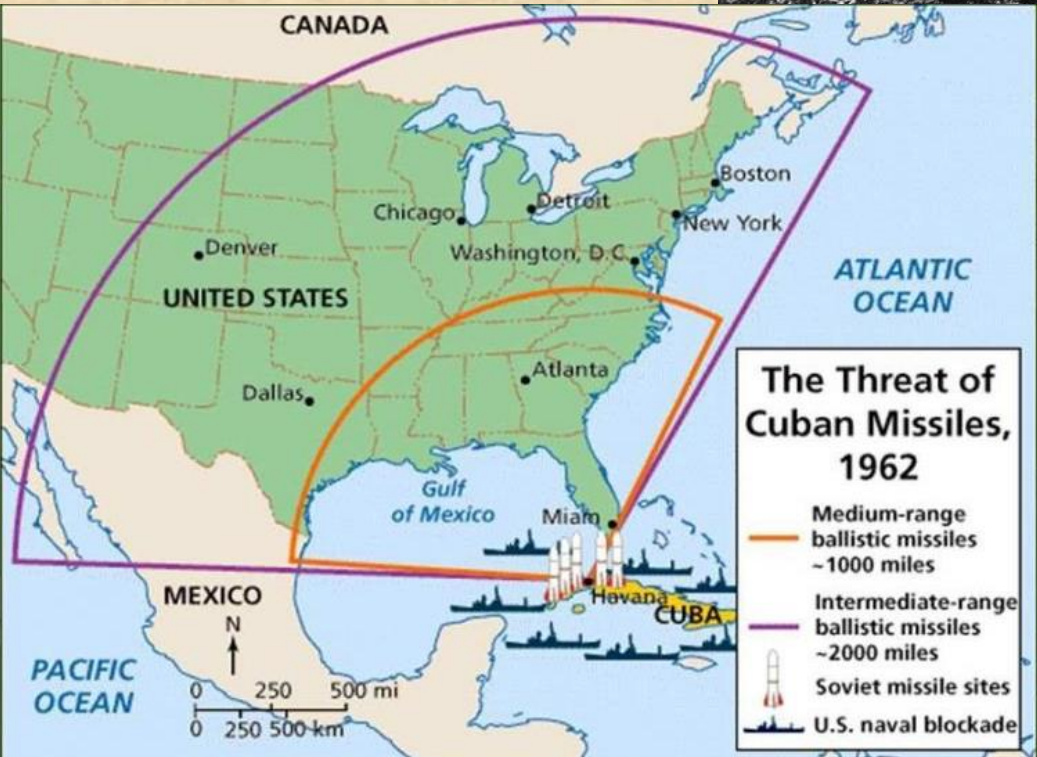 CANADA
Boston
Detroit
Chicago
New York
Denver
Washington, D.C.
ATLANTIC
OCEAN
UNITED STATES
Atlanta
Dallas
Gulf
of Mexico
Miami
Havana
CUBA
MEXICO
N
PACIFIC
OCEAN
0 250 500 mi
0 250 500 km
The Threat of
Cuban Missiles,
1962
Medium-range
ballistic missiles
~1000 miles
Intermediate-range
ballistic missiles
~2000 miles
Soviet missile sites
U.S. naval blockade